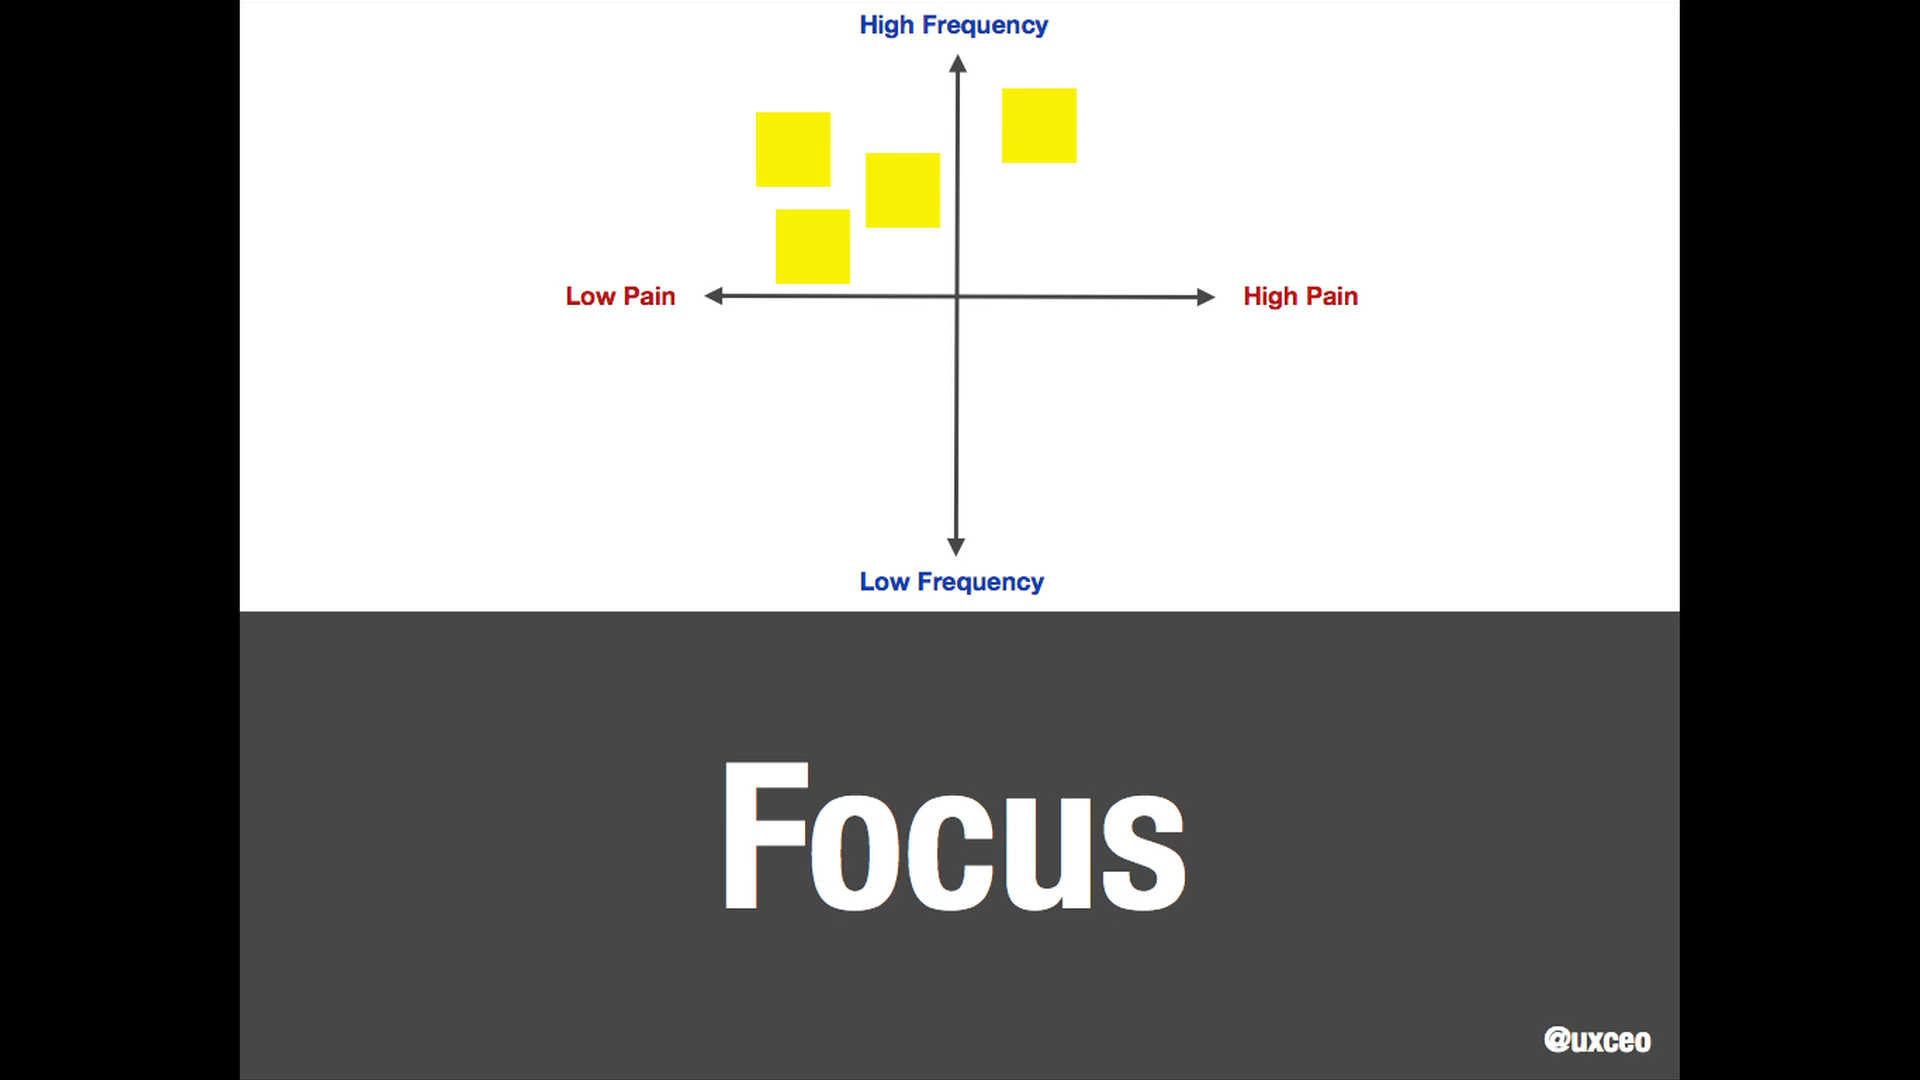 High Frequency
Low Pain
High Pain
Low Frequency
Focus
@uxceo